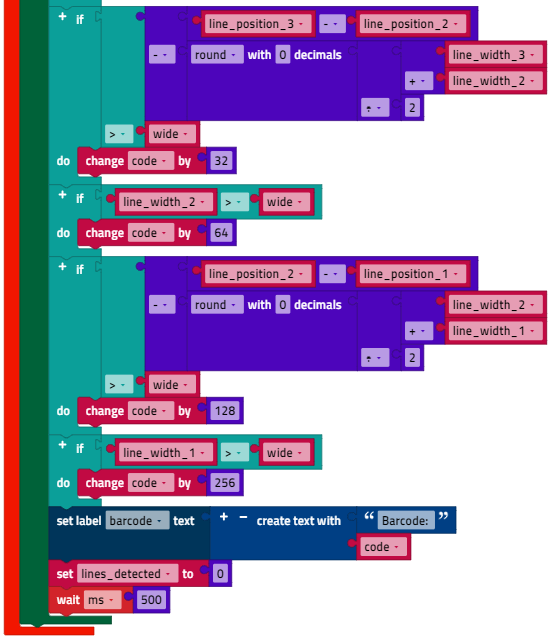 + if line_position_3 - line_position_2
- round with 0 decimals line_width_3
+ line_width_2
÷ 2
> wide
do change code by 32
+ if line_width_2 > wide
do change code by 64
+ if line_position_2 - line_position_1
- round with 0 decimals line_width_2
+ line_width_1
÷ 2
> wide
do change code by 128
+ if line_width_1 > wide
do change code by 256
set label barcode text + − create text with “ Barcode: ”
code
set lines_detected to 0
wait ms 500